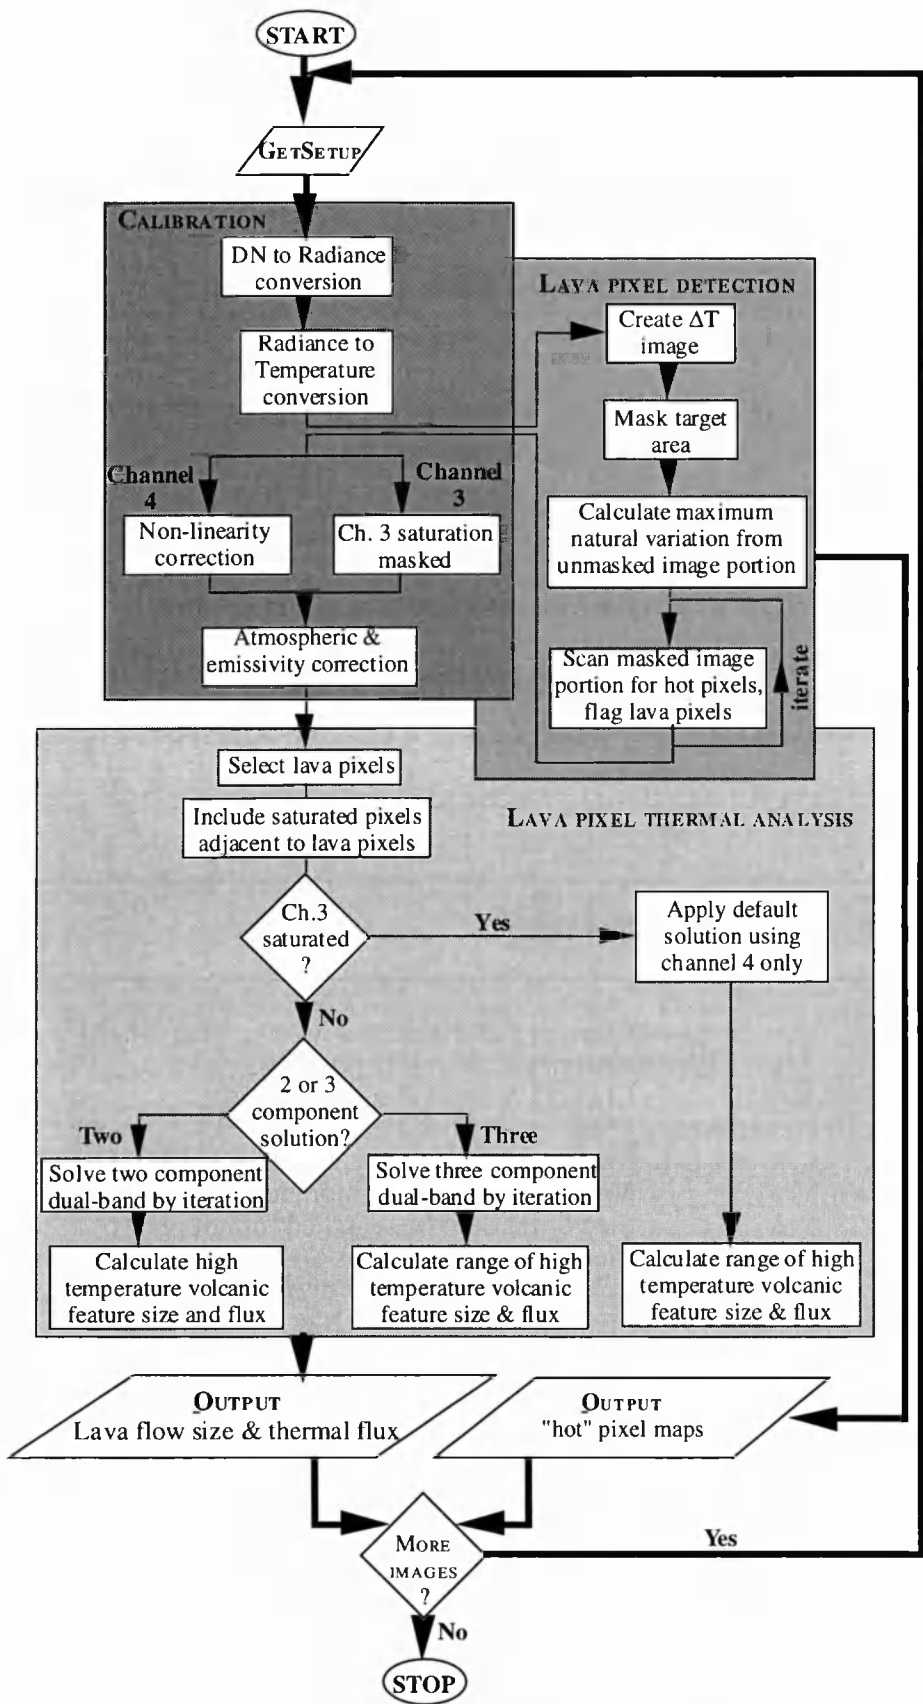 START
GETSETUP
CALIBRATION
DN to Radiance
conversion
Radiance to
Temperature
conversion
Channel
4
Channel
3
Non-linearity
correction
Ch. 3 saturation
masked
Atmospheric &
emissivity correction
LAVA PIXEL DETECTION
Create ΔT
image
Mask target
area
Calculate maximum
natural variation from
unmasked image portion
Scan masked image
portion for hot pixels,
flag lava pixels
iterate
LAVA PIXEL THERMAL ANALYSIS
Select lava pixels
Include saturated pixels
adjacent to lava pixels
Ch.3
saturated
?
Yes
Apply default
solution using
channel 4 only
No
2 or 3
component
solution?
Two
Three
Solve two component
dual-band by iteration
Solve three component
dual-band by iteration
Calculate high
temperature volcanic
feature size and flux
Calculate range of high
temperature volcanic
feature size & flux
Calculate range of high
temperature volcanic
feature size & flux
OUTPUT
Lava flow size & thermal flux
OUTPUT
"hot" pixel maps
MORE
IMAGES
?
Yes
No
STOP